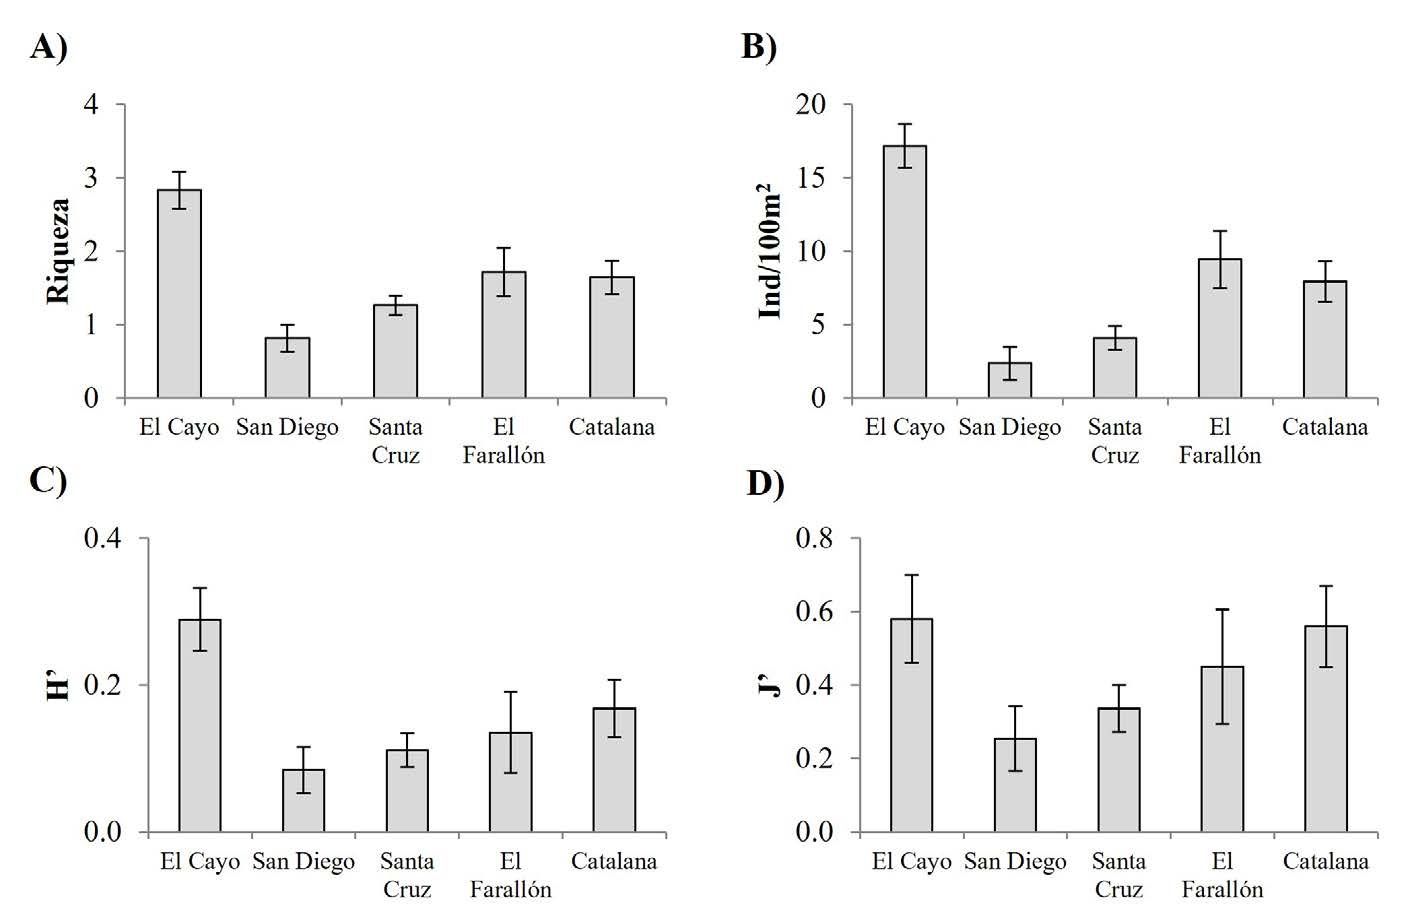 A)
4
3
2
1
0
Riqueza
El Cayo
San Diego
Santa
Cruz
El
Farallón
Catalana
B)
20
15
10
5
0
Ind/100m²
El Cayo
San Diego
Santa
Cruz
El
Farallón
Catalana
C)
0.4
0.2
0.0
H’
El Cayo
San Diego
Santa
Cruz
El
Farallón
Catalana
D)
0.8
0.6
0.4
0.2
0.0
J’
El Cayo
San Diego
Santa
Cruz
El
Farallón
Catalana